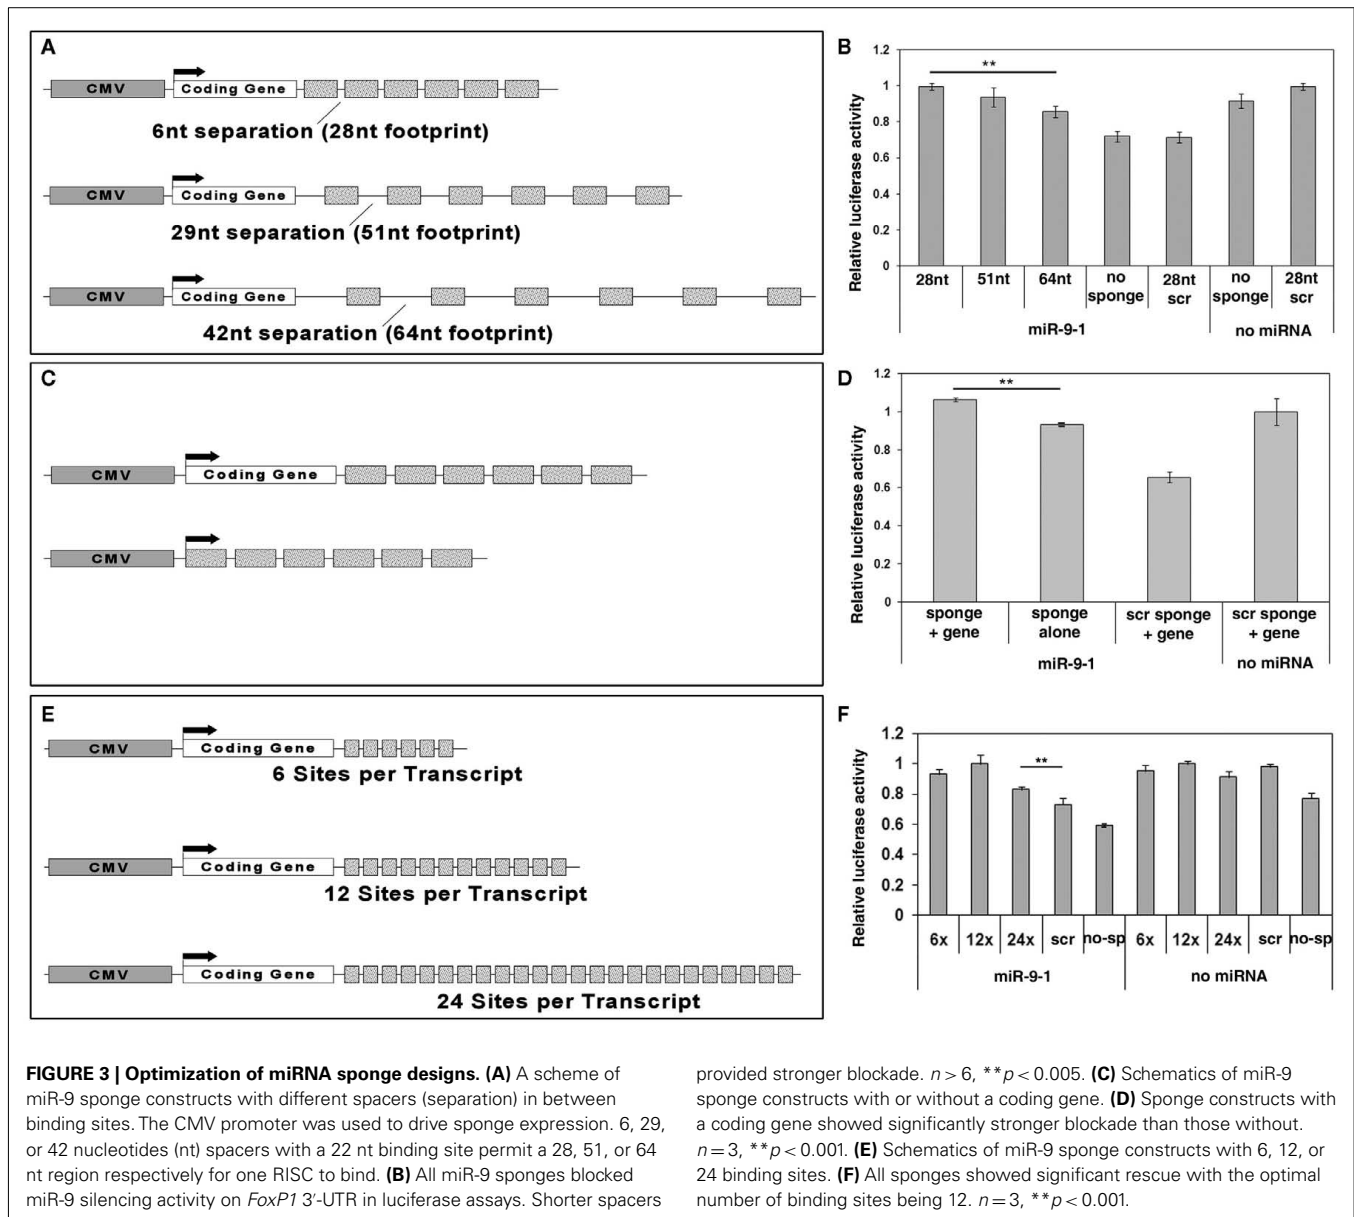 A
CMV
Coding Gene
6nt separation (28nt footprint)
CMV
Coding Gene
29nt separation (51nt footprint)
CMV
Coding Gene
42nt separation (64nt footprint)
B
Relative luciferase activity
1.2
1
0.8
0.6
0.4
0.2
0
28nt
51nt
64nt
no sponge
28nt scr
no sponge
28nt scr
**
miR-9-1
no miRNA
C
CMV
Coding Gene
CMV
D
Relative luciferase activity
1.2
1
0.8
0.6
0.4
0.2
0
**
sponge + gene
sponge alone
scr sponge + gene
scr sponge + gene
miR-9-1
no miRNA
E
CMV
Coding Gene
6 Sites per Transcript
CMV
Coding Gene
12 Sites per Transcript
CMV
Coding Gene
24 Sites per Transcript
F
Relative luciferase activity
1.2
1
0.8
0.6
0.4
0.2
0
**
6x
12x
24x
scr
no-sp
6x
12x
24x
scr
no-sp
miR-9-1
no miRNA
FIGURE 3 | Optimization of miRNA sponge designs. (A) A scheme of
miR-9 sponge constructs with different spacers (separation) in between
binding sites. The CMV promoter was used to drive sponge expression. 6, 29,
or 42 nucleotides (nt) spacers with a 22 nt binding site permit a 28, 51, or 64
nt region respectively for one RISC to bind. (B) All miR-9 sponges blocked
miR-9 silencing activity on FoxP1 3′-UTR in luciferase assays. Shorter spacers
provided stronger blockade. n > 6, **p < 0.005. (C) Schematics of miR-9
sponge constructs with or without a coding gene. (D) Sponge constructs with
a coding gene showed significantly stronger blockade than those without.
n = 3, **p < 0.001. (E) Schematics of miR-9 sponge constructs with 6, 12, or
24 binding sites. (F) All sponges showed significant rescue with the optimal
number of binding sites being 12. n = 3, **p < 0.001.